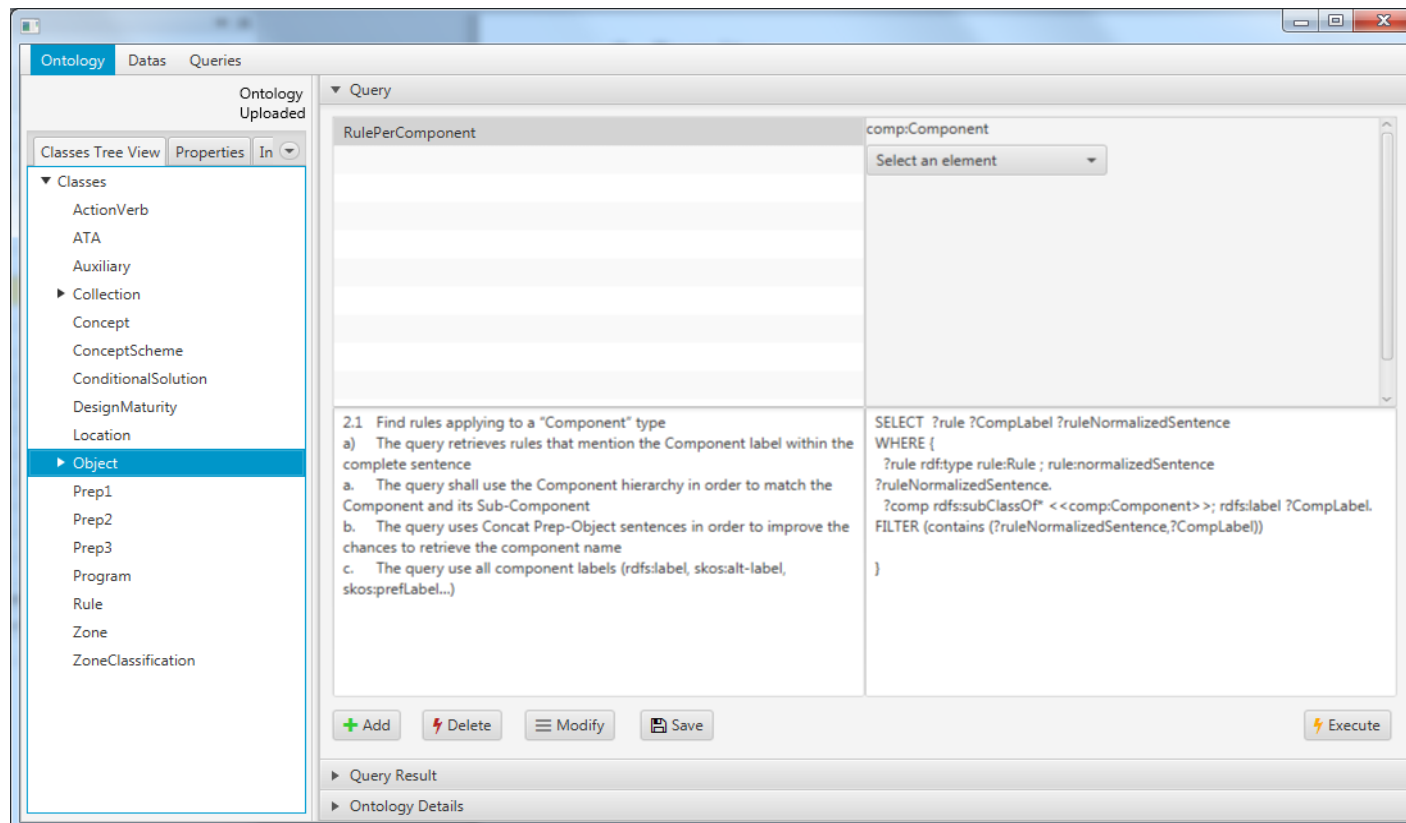 Ontology Datas Queries
Ontology
Uploaded
Classes Tree View Properties In
Classes
ActionVerb
ATA
Auxiliary
Collection
Concept
ConceptScheme
ConditionalSolution
DesignMaturity
Location
Object
Prep1
Prep2
Prep3
Program
Rule
Zone
ZoneClassification
Query
RulePerComponent
comp:Component
Select an element
2.1 Find rules applying to a "Component" type
a) The query retrieves rules that mention the Component label within the
complete sentence
a. The query shall use the Component hierarchy in order to match the
Component and its Sub-Component
b. The query uses Concat Prep-Object sentences in order to improve the
chances to retrieve the component name
c. The query use all component labels (rdfs:label, skos:alt-label,
skos:prefLabel...)
SELECT ?rule ?CompLabel ?ruleNormalizedSentence
WHERE {
?rule rdf:type rule:Rule ; rule:normalizedSentence
?ruleNormalizedSentence.
?comp rdfs:subClassOf* <<comp:Component>>; rdfs:label ?CompLabel.
FILTER (contains (?ruleNormalizedSentence,?CompLabel))
}
Add Delete Modify Save Execute
Query Result
Ontology Details